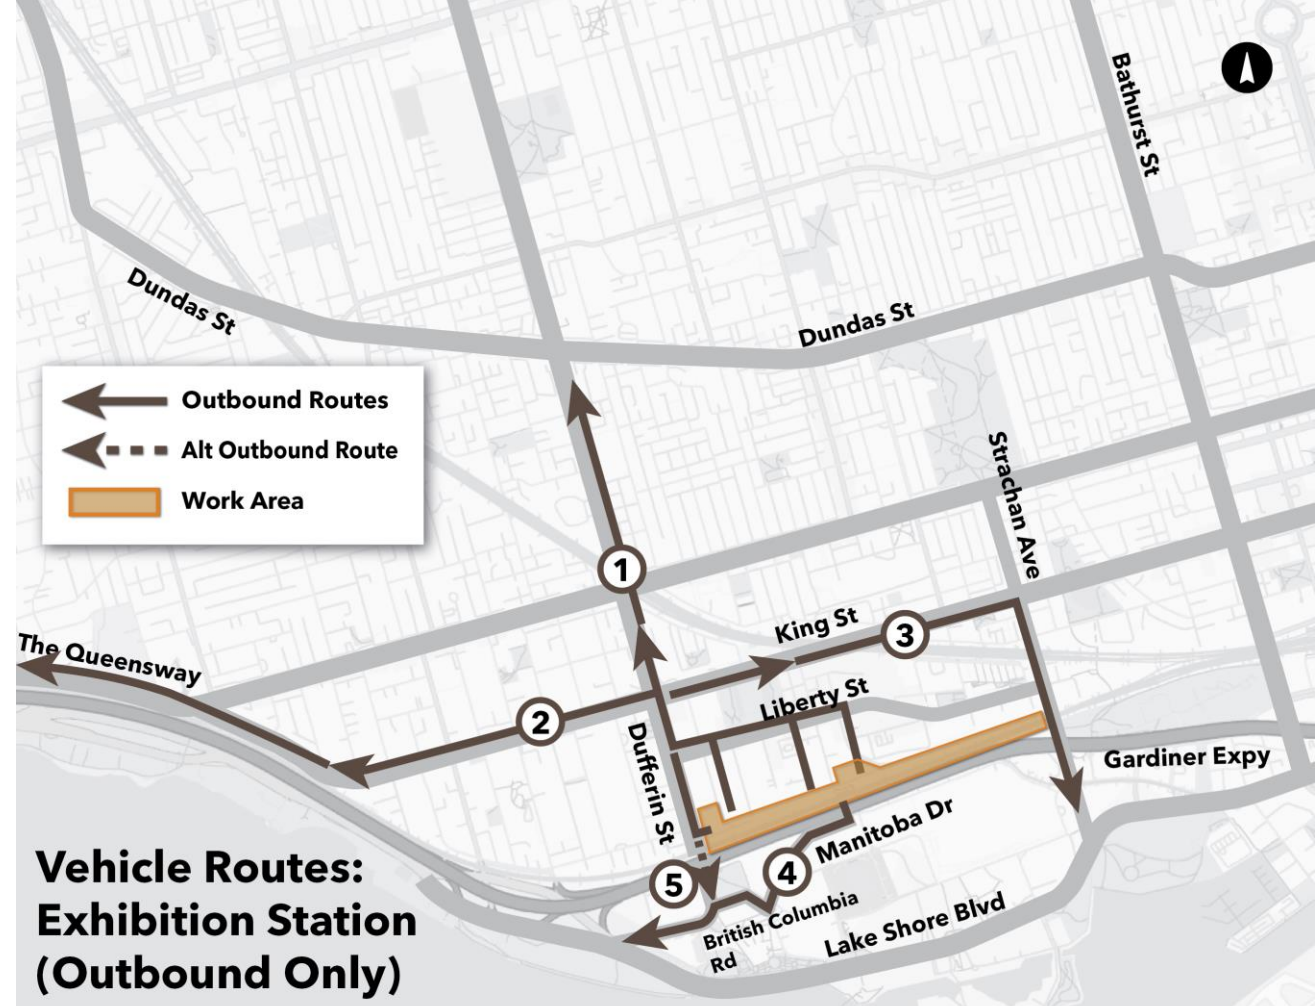 Bathurst St
Dundas St
Dundas St
Outbound Routes
Alt Outbound Route
Work Area
Strachan Ave
1
King St
3
The Queensway
Liberty St
2
Dufferin St
Gardiner Expy
Manitoba Dr
5
4
British Columbia
Rd
Lake Shore Blvd
Vehicle Routes:
Exhibition Station
(Outbound Only)